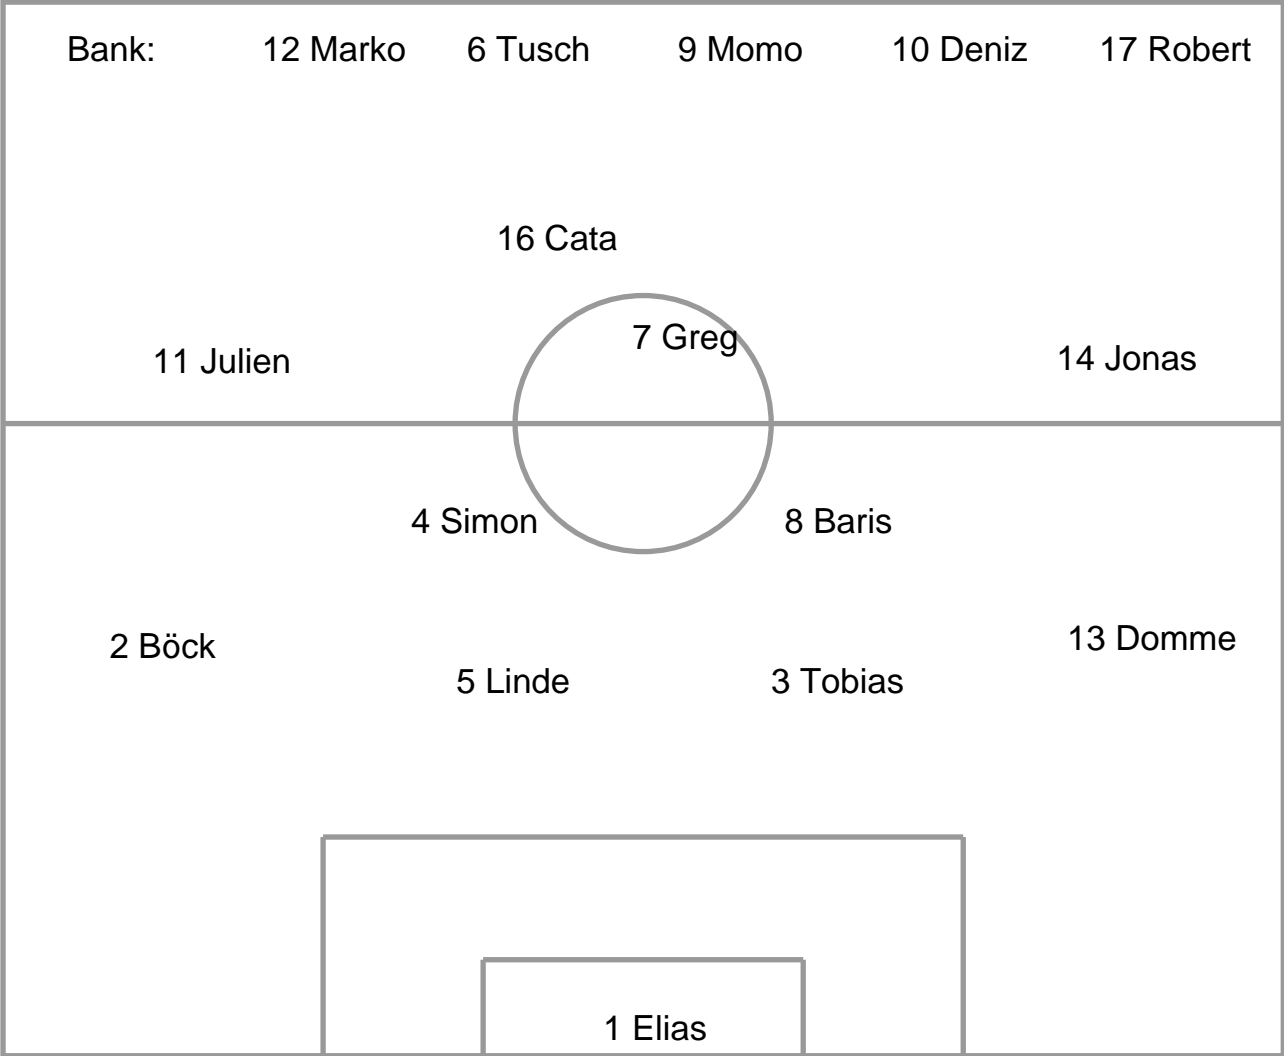 Bank: 12 Marko 6 Tusch 9 Momo 10 Deniz 17 Robert
16 Cata
7 Greg
11 Julien 14 Jonas
4 Simon 8 Baris
2 Böck 13 Domme
5 Linde 3 Tobias
1 Elias